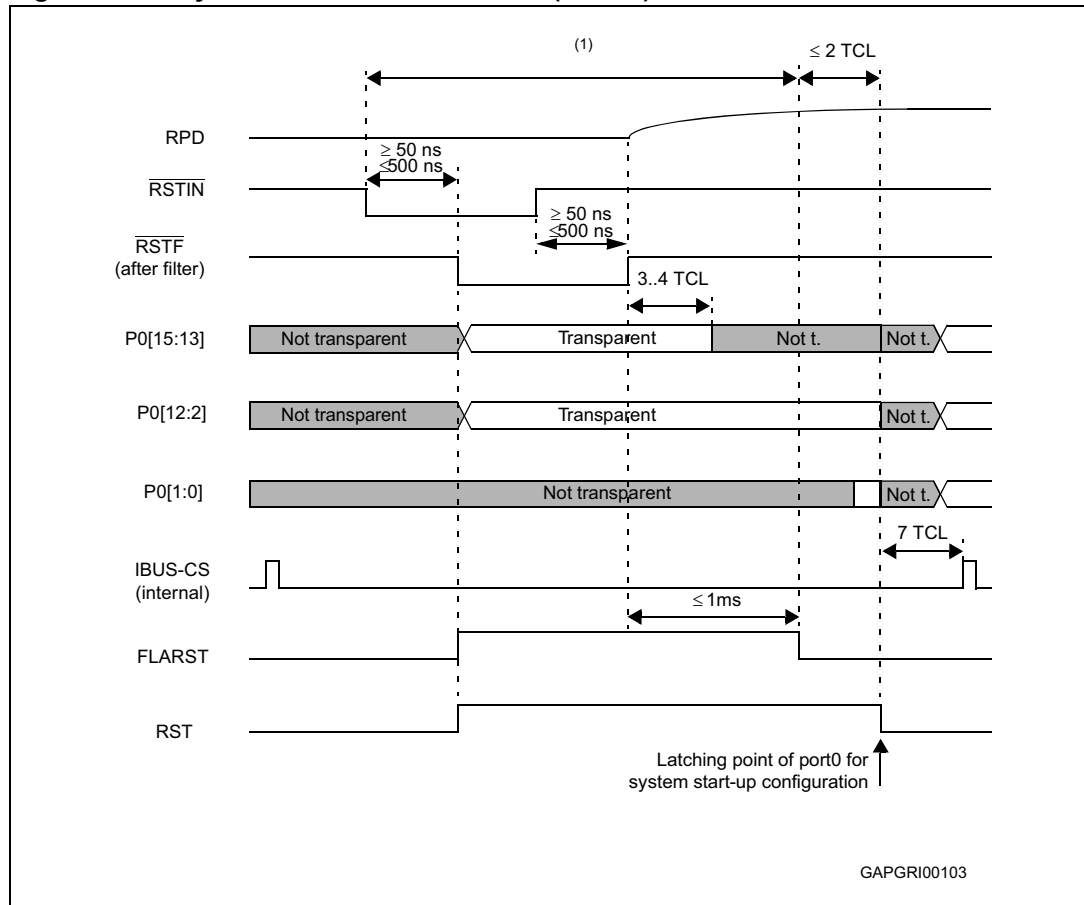 (1)
≤ 2 TCL
RPD
≥ 50 ns
≤500 ns
RSTIN
≥ 50 ns
≤500 ns
RSTF
(after filter)
3..4 TCL
P0[15:13]
Not transparent
Transparent
Not t.
Not t.
P0[12:2]
Not transparent
Transparent
Not t.
P0[1:0]
Not transparent
Not t.
7 TCL
IBUS-CS
(internal)
≤ 1ms
FLARST
RST
Latching point of port0 for
system start-up configuration
GAPGRI00103